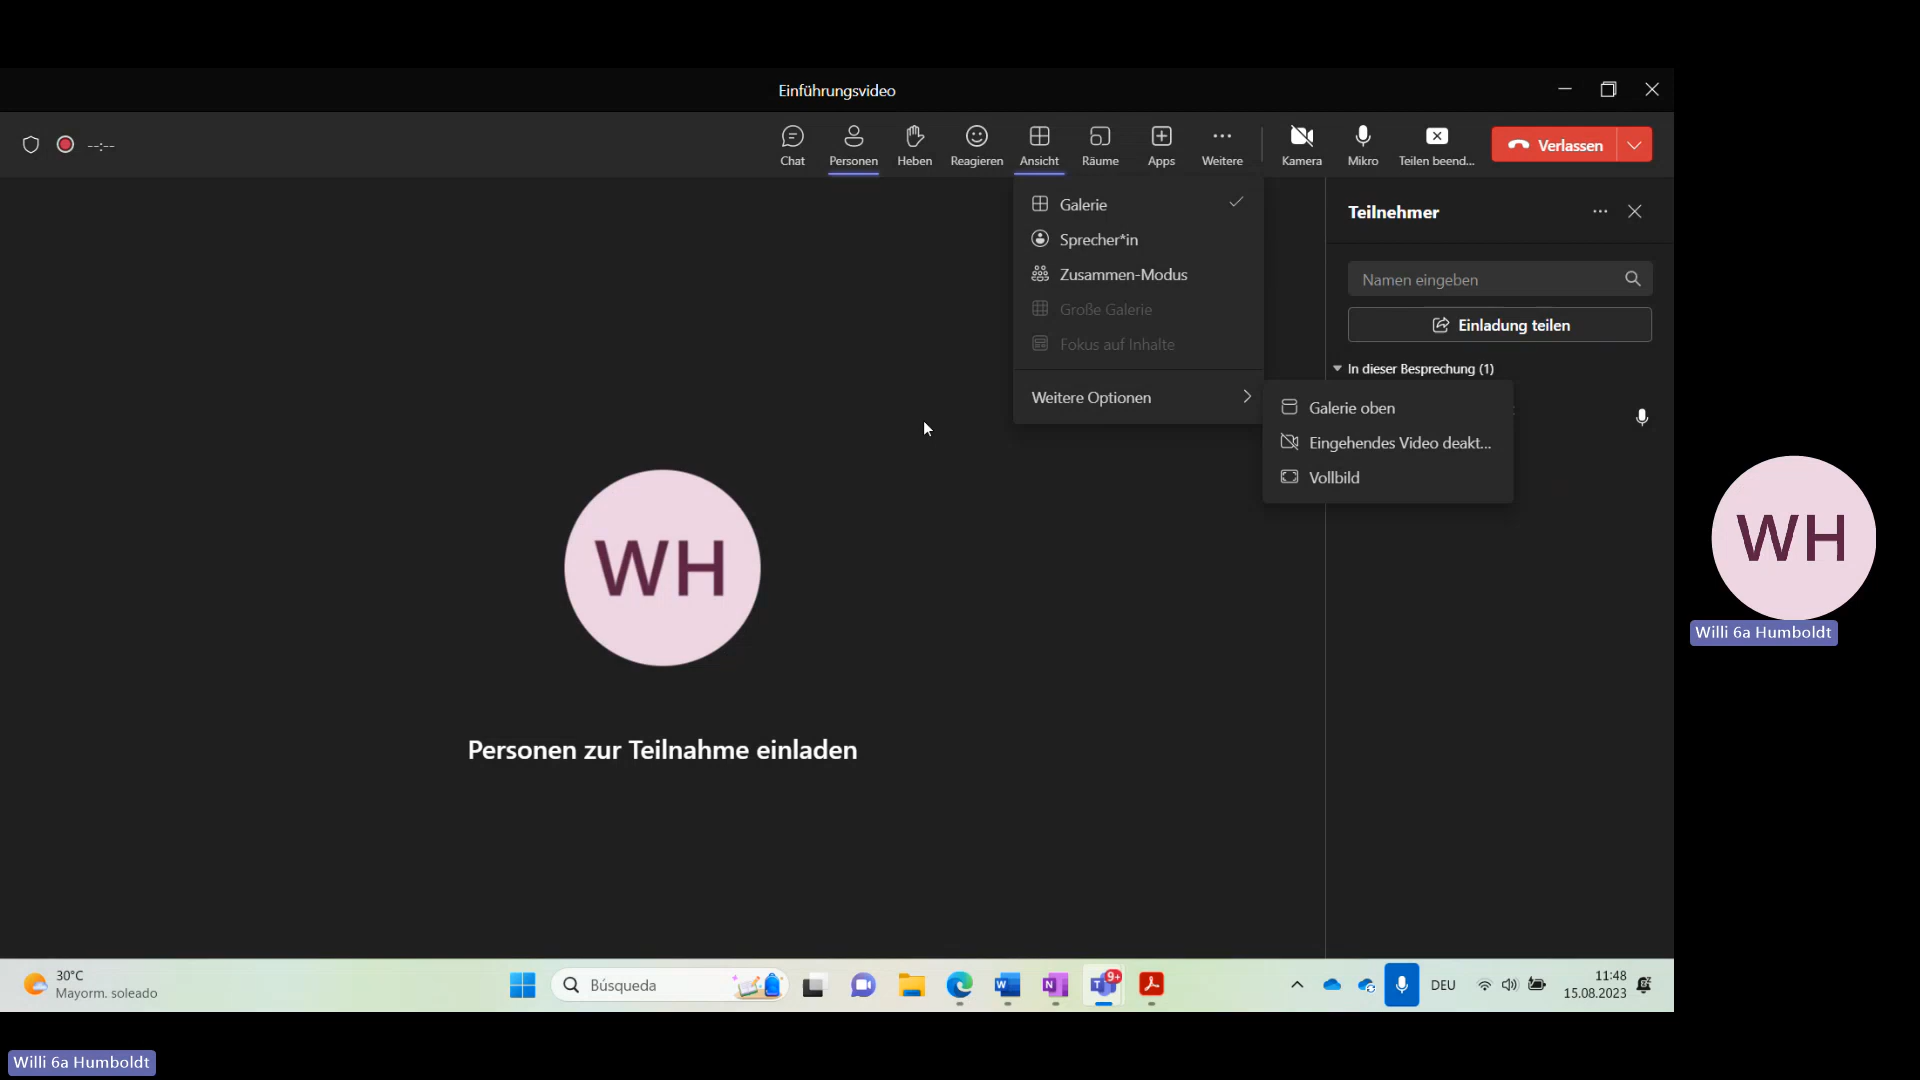 Einführungsvideo
--:--
Chat
Personen
Heben
Reagieren
Ansicht
Räume
Apps
Weitere
Kamera
Mikro
Teilen beend...
Verlassen
Galerie
Sprecher*in
Zusammen-Modus
Große Galerie
Fokus auf Inhalte
Weitere Optionen
Galerie oben
Eingehendes Video deakt...
Vollbild
Teilnehmer
Namen eingeben
Einladung teilen
In dieser Besprechung (1)
WH
Personen zur Teilnahme einladen
WH
Willi 6a Humboldt
30°C
Mayorm. soleado
Búsqueda
9+
DEU
11:48
15.08.2023
Willi 6a Humboldt